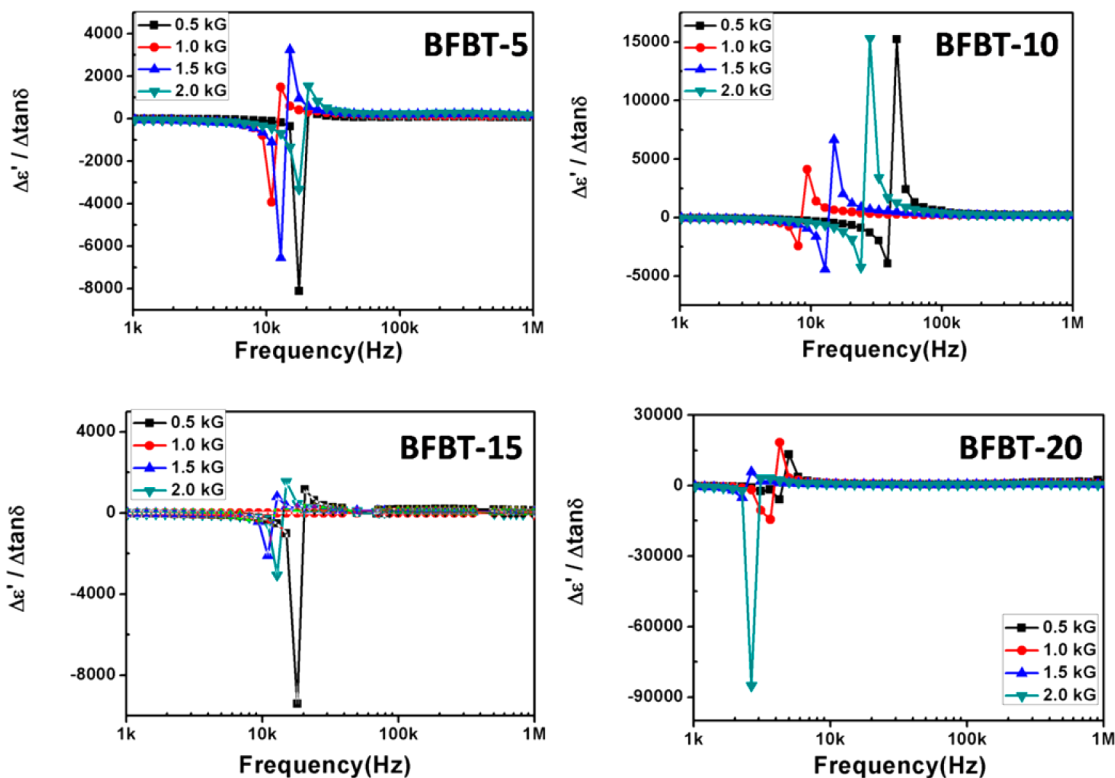 BFBT-5
0.5 kG
1.0 kG
1.5 kG
2.0 kG
4000
2000
0
-2000
-4000
-6000
-8000
Δε' / Δtanδ
1k 10k 100k 1M
Frequency(Hz)
BFBT-10
0.5 kG
1.0 kG
1.5 kG
2.0 kG
15000
10000
5000
0
-5000
Δε' / Δtanδ
1k 10k 100k 1M
Frequency(Hz)
BFBT-15
0.5 kG
1.0 kG
1.5 kG
2.0 kG
4000
0
-4000
-8000
Δε' / Δtanδ
1k 10k 100k 1M
Frequency(Hz)
BFBT-20
30000
0
-30000
-60000
-90000
Δε' / Δtanδ
0.5 kG
1.0 kG
1.5 kG
2.0 kG
1k 10k 100k 1M
Frequency(Hz)